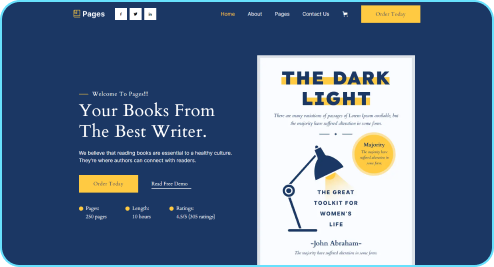 Pages
Home About Pages Contact Us Order Today
Welcome To Pages!!!
Your Books From
The Best Writer.
We believe that reading books are essential to a healthy culture.
They're where authors can connect with readers.
Order Today Read Free Demo
Pages: Length: Ratings:
250 pages 10 hours 4.5/5 (305 ratings)
THE DARK
LIGHT
There are many variations of passages of Lorem Ipsum available, but
the majority have suffered alteration in some form.
Majority
The majority have
suffered alteration in
some form.
THE GREAT
TOOLKIT FOR
WOMEN'S
LIFE
~John Abraham~
The majority have suffered alteration in some form